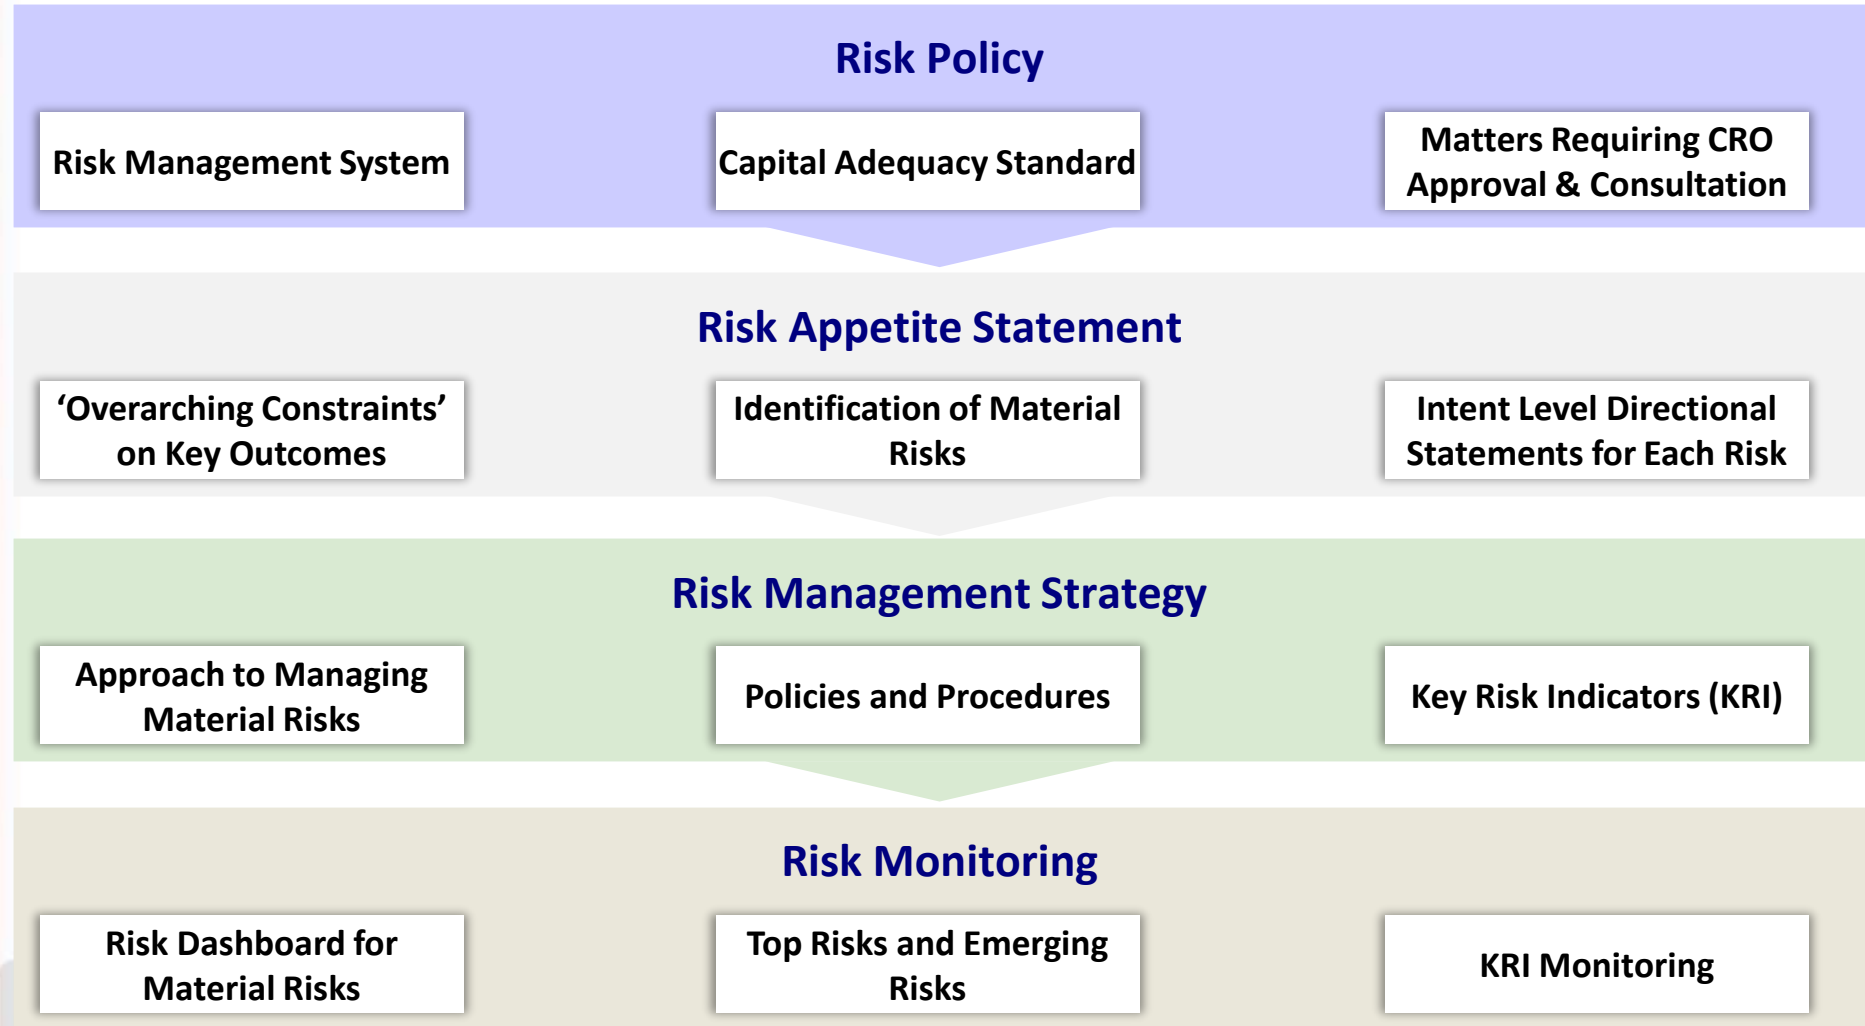 Risk Policy
Risk Management System
Capital Adequacy Standard
Matters Requiring CRO
Approval & Consultation
Risk Appetite Statement
‘Overarching Constraints’
on Key Outcomes
Identification of Material
Risks
Intent Level Directional
Statements for Each Risk
Risk Management Strategy
Approach to Managing
Material Risks
Policies and Procedures
Key Risk Indicators (KRI)
Risk Monitoring
Risk Dashboard for
Material Risks
Top Risks and Emerging
Risks
KRI Monitoring